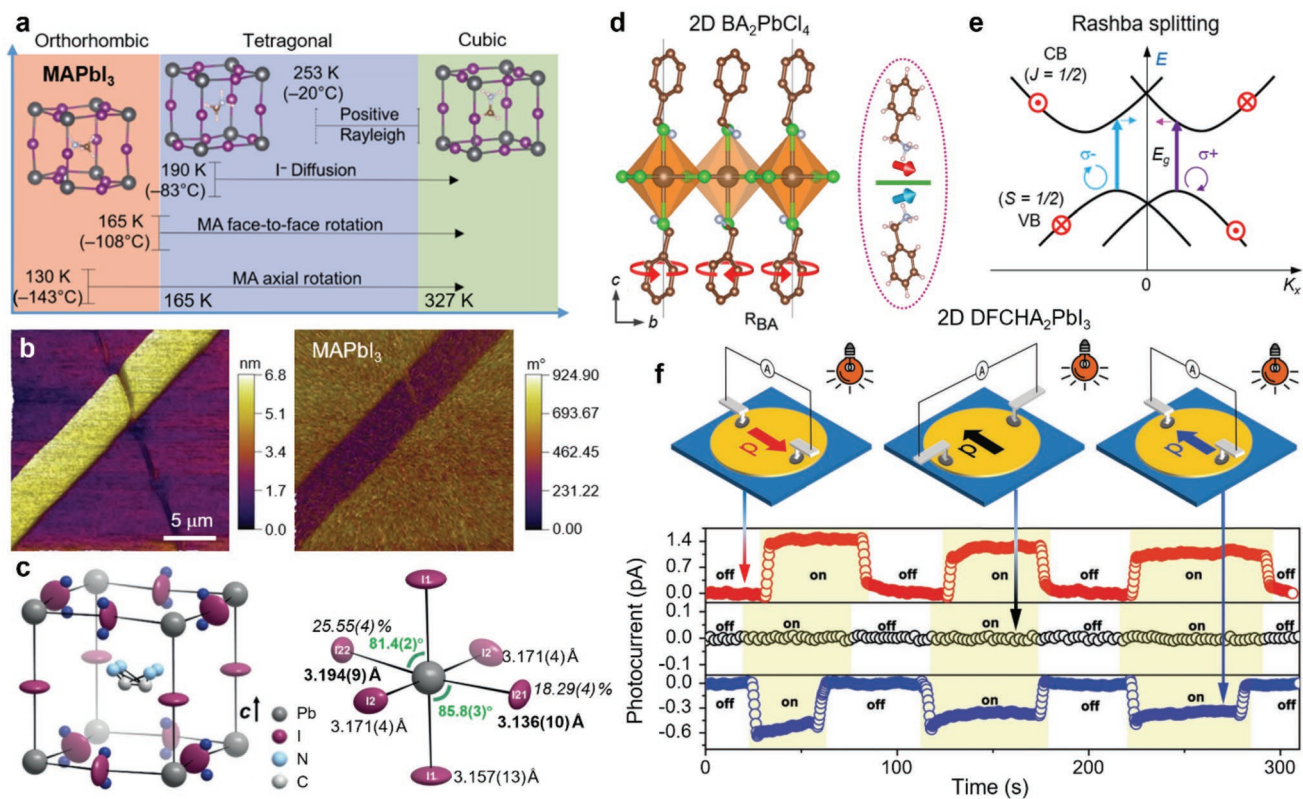 a
Orthorhombic
Tetragonal
Cubic
MAPbI₃
253 K
(–20°C)
Positive
Rayleigh
190 K
(–83°C)
I⁻ Diffusion
165 K
(–108°C)
MA face-to-face rotation
130 K
(–143°C)
MA axial rotation
165 K
327 K
b
nm
6.8
5.1
3.4
1.7
0.0
5 μm
MAPbI₃
m°
924.90
693.67
462.45
231.22
0.00
c
c
Pb
I
N
C
I1
25.55(4)%
81.4(2)°
I22
I2
3.171(4)Å
3.194(9)Å
I21
18.29(4)%
I2
85.8(3)°
3.171(4)Å
3.136(10)Å
I1
3.157(13)Å
d
2D BA₂PbCl₄
c
b
R_BA
e
Rashba splitting
CB
(J = 1/2)
E
σ-
E_g
σ+
(S = 1/2)
VB
0
K_x
2D DFCHA₂PbI₃
f
A
A
A
p
p
p
Photocurrent (pA)
1.4
0.7
0.0
off
on
off
on
off
on
off
0.1
0.0
-0.1
off
on
off
on
off
on
off
0.0
-0.3
-0.6
off
on
off
on
off
on
off
0
100
200
300
Time (s)